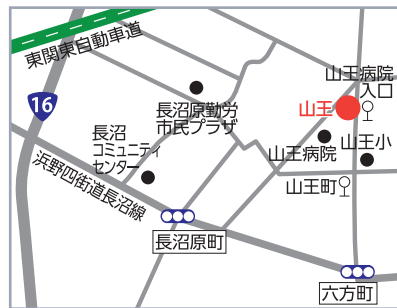 東関東自動車道
16
山王病院
入口
山王
長沼原勤労
市民プラザ
長沼
コミュニティ
センター
山王病院
山王小
山王町
浜野四街道長沼線
長沼原町
六方町